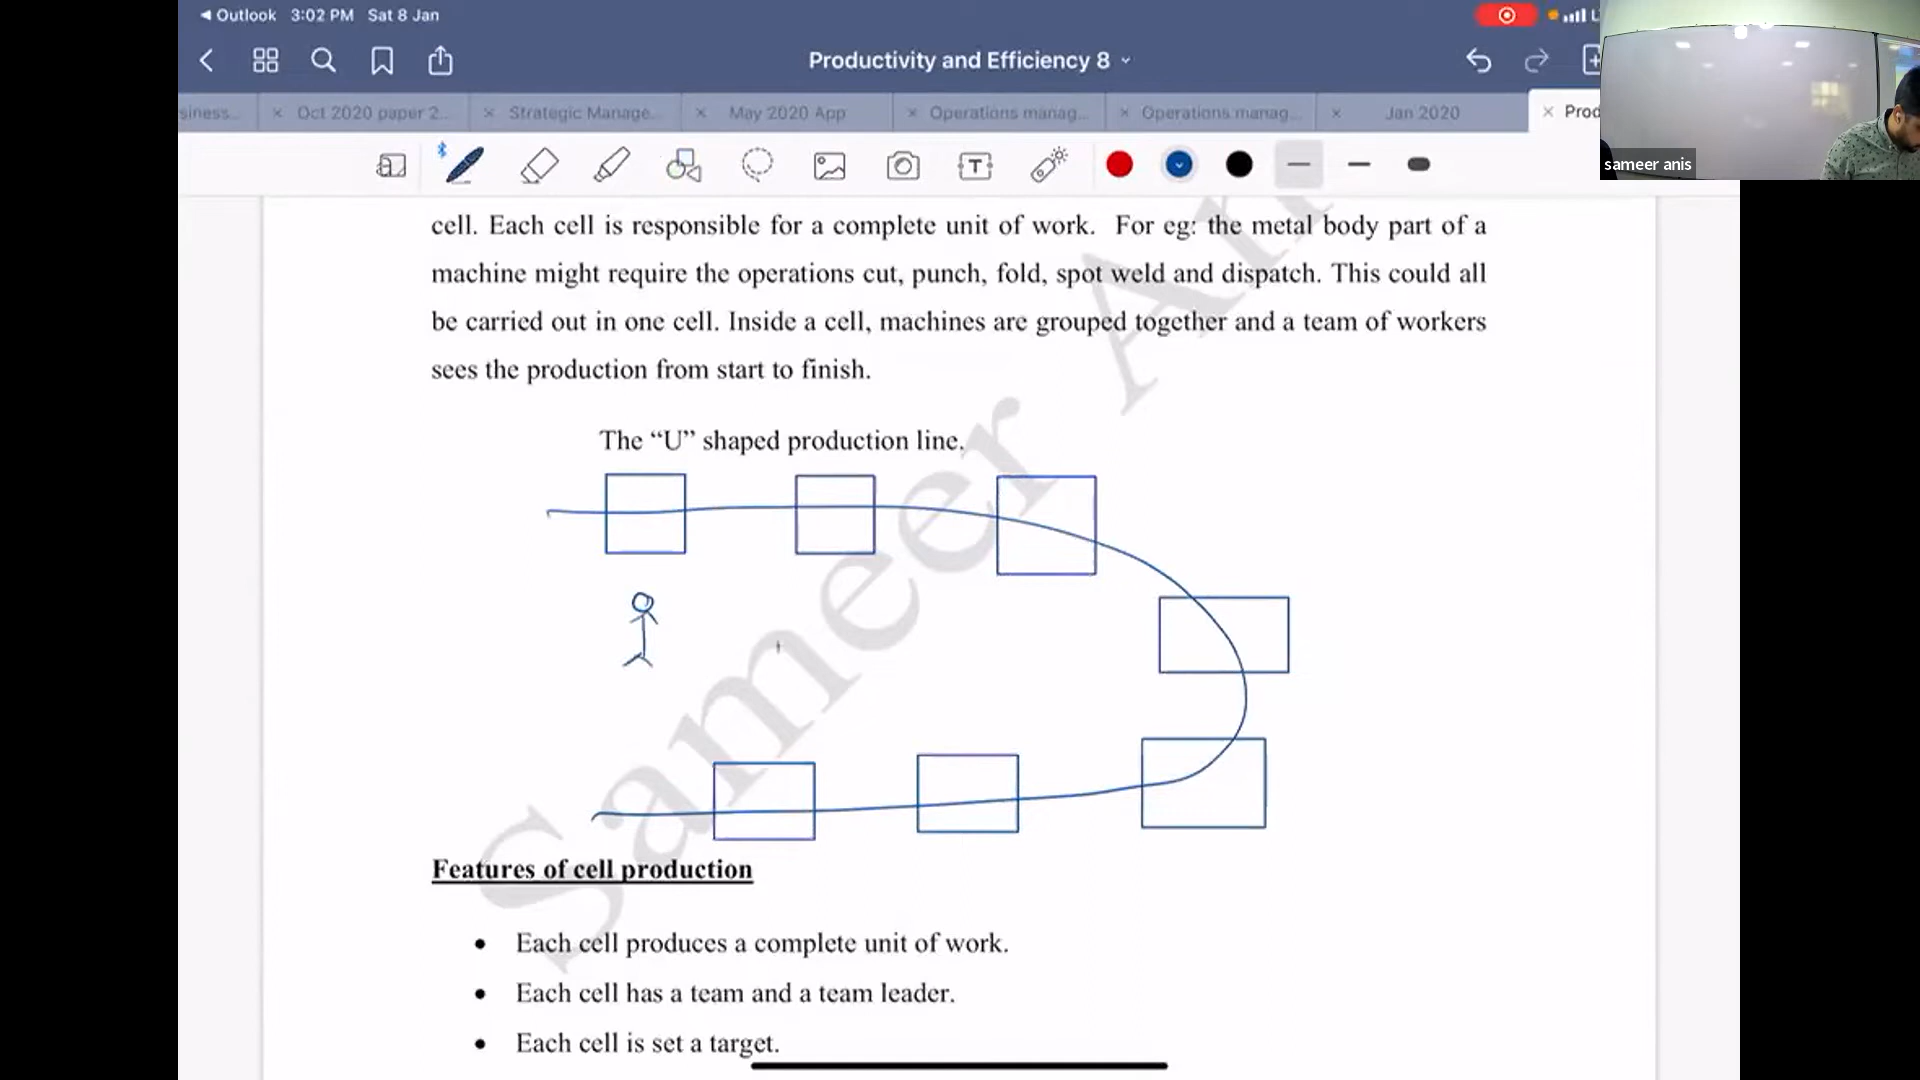 Outlook 3:02 PM Sat 8 Jan
Productivity and Efficiency 8
siness... Oct 2020 paper 2... Strategic Manage... May 2020 App Operations manag... Operations manag... Jan 2020 Prod
sameer anis
cell. Each cell is responsible for a complete unit of work. For eg: the metal body part of a
machine might require the operations cut, punch, fold, spot weld and dispatch. This could all
be carried out in one cell. Inside a cell, machines are grouped together and a team of workers
sees the production from start to finish.
The “U” shaped production line.
Features of cell production
• Each cell produces a complete unit of work.
• Each cell has a team and a team leader.
• Each cell is set a target.
Sameer An